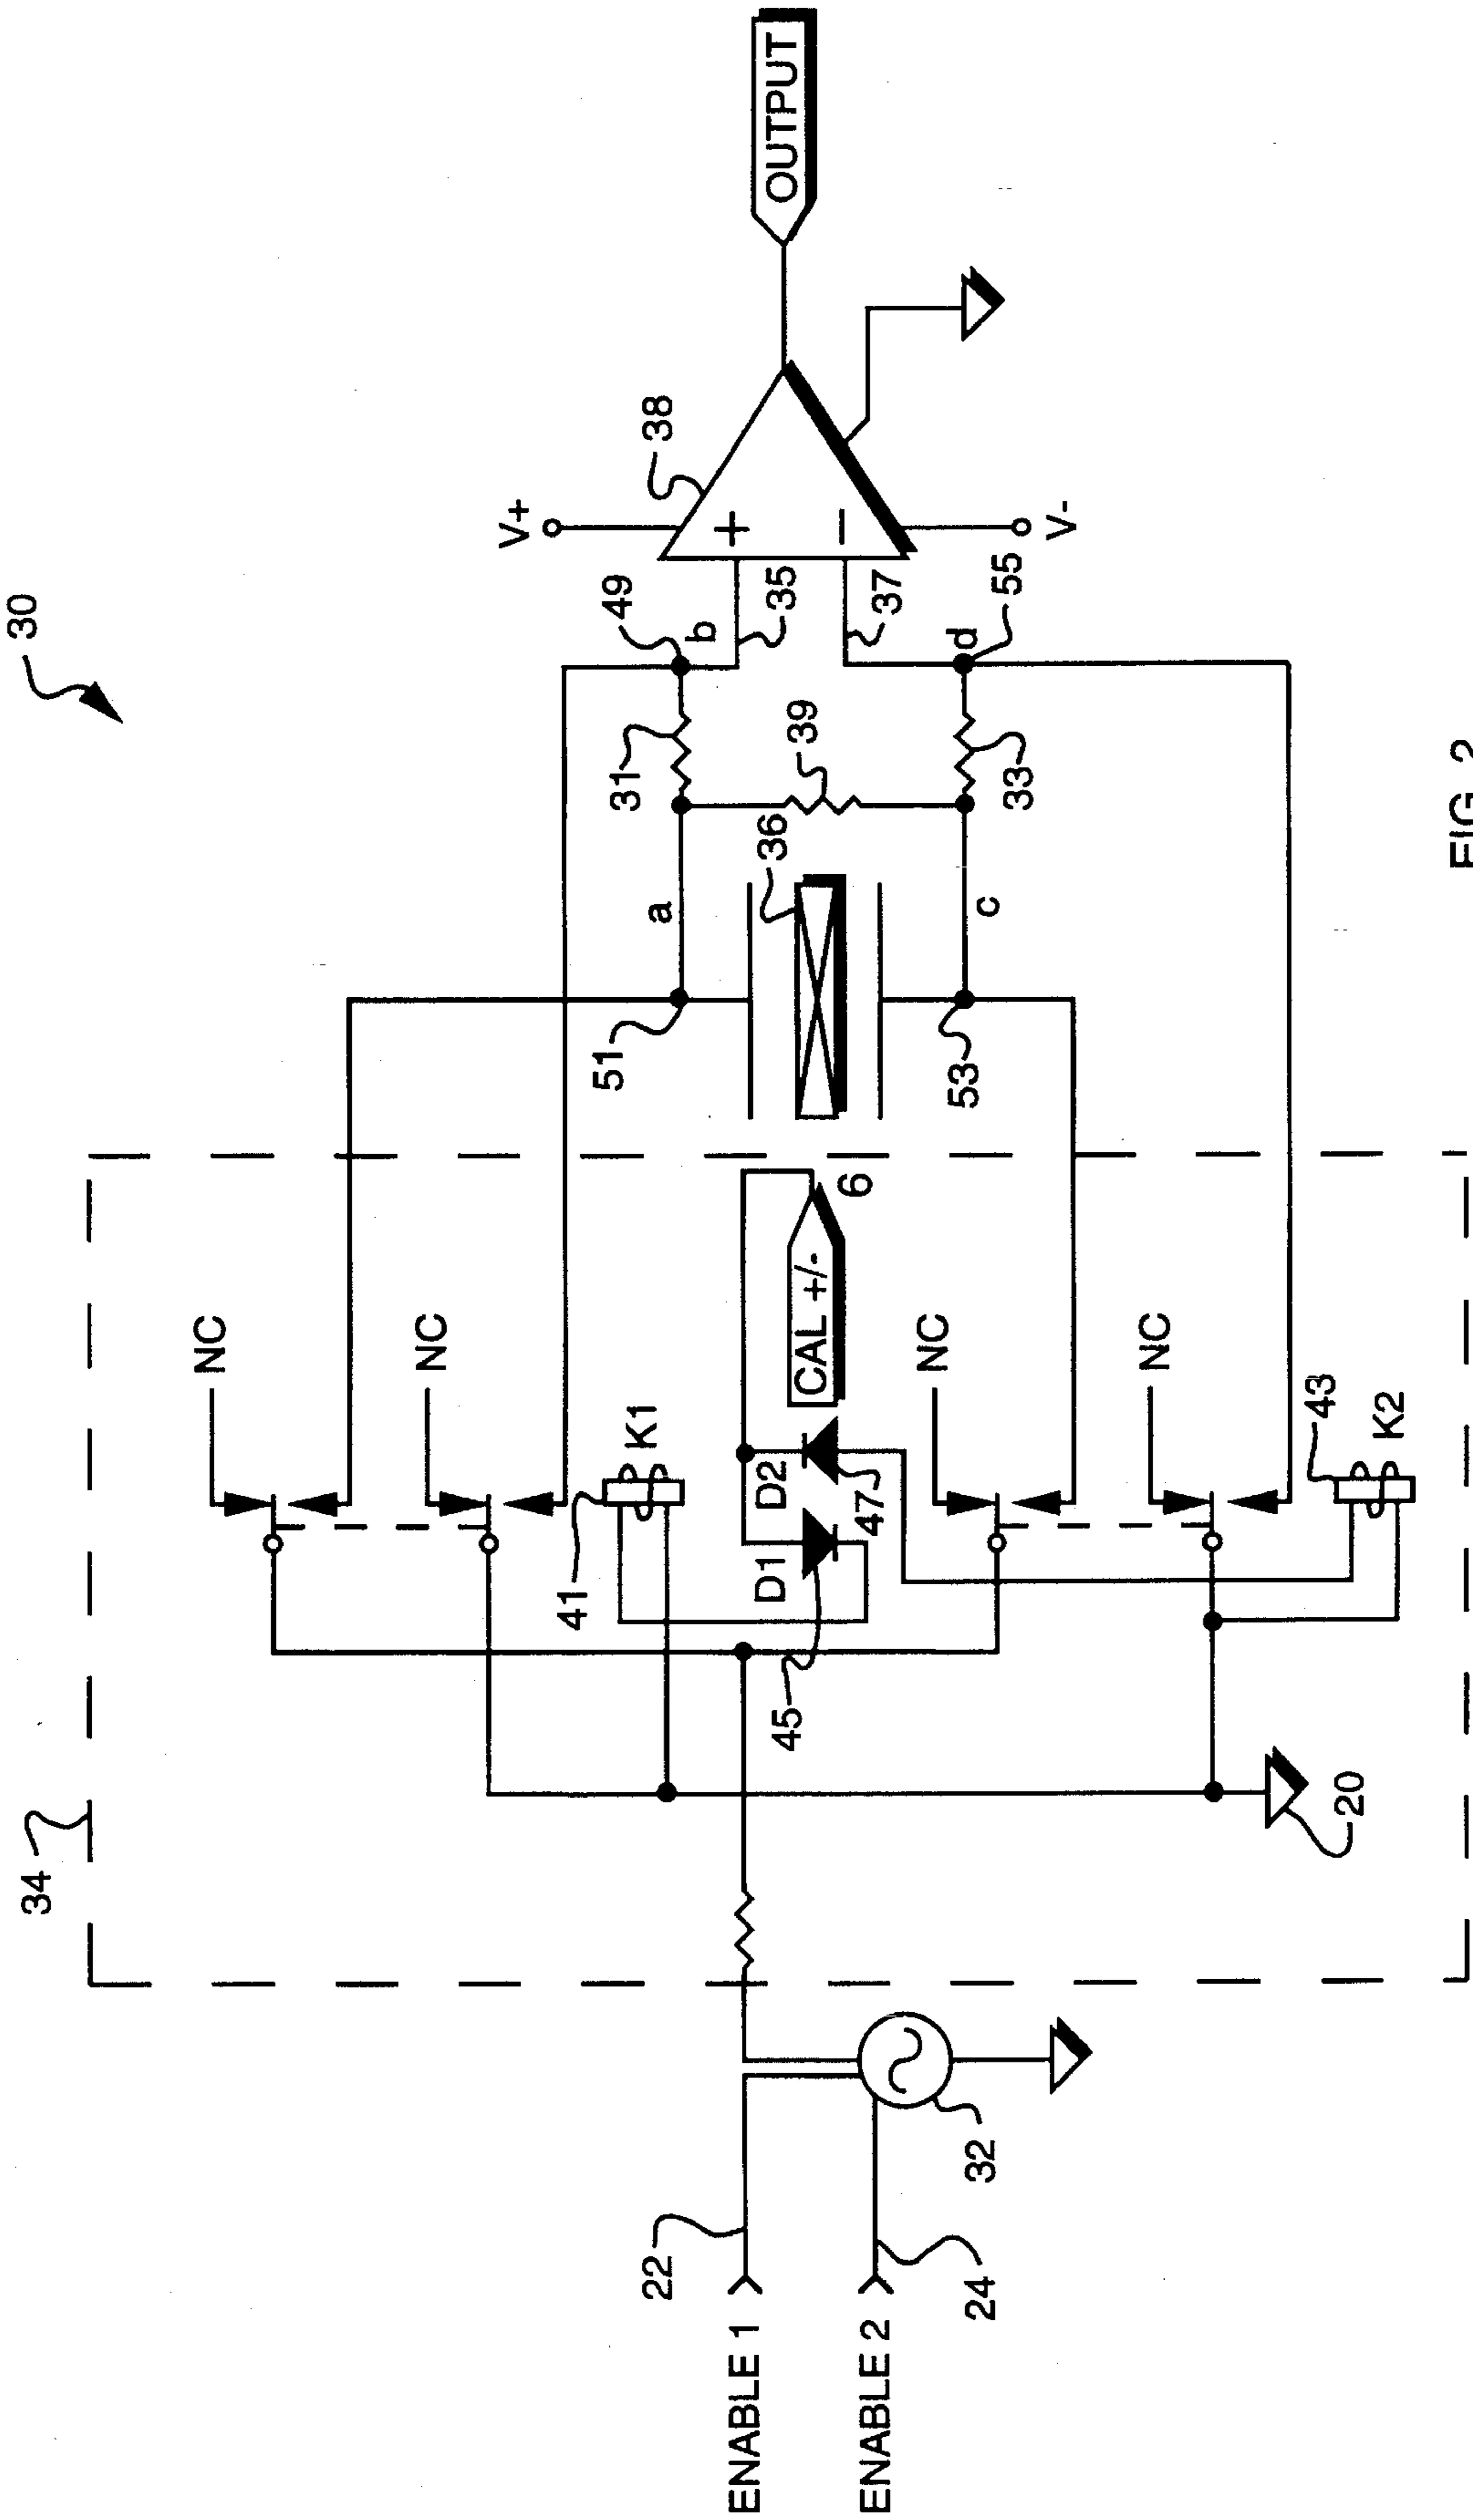 30
34
NC
NC
41
K1
51
a
31
49
b
35
38
V+
OUTPUT
22
ENABLE 1
ENABLE 2
24
32
45
D1
D2
47
CAL +/-
6
36
39
+
-
37
53
c
33
d
55
V-
NC
NC
43
K2
20